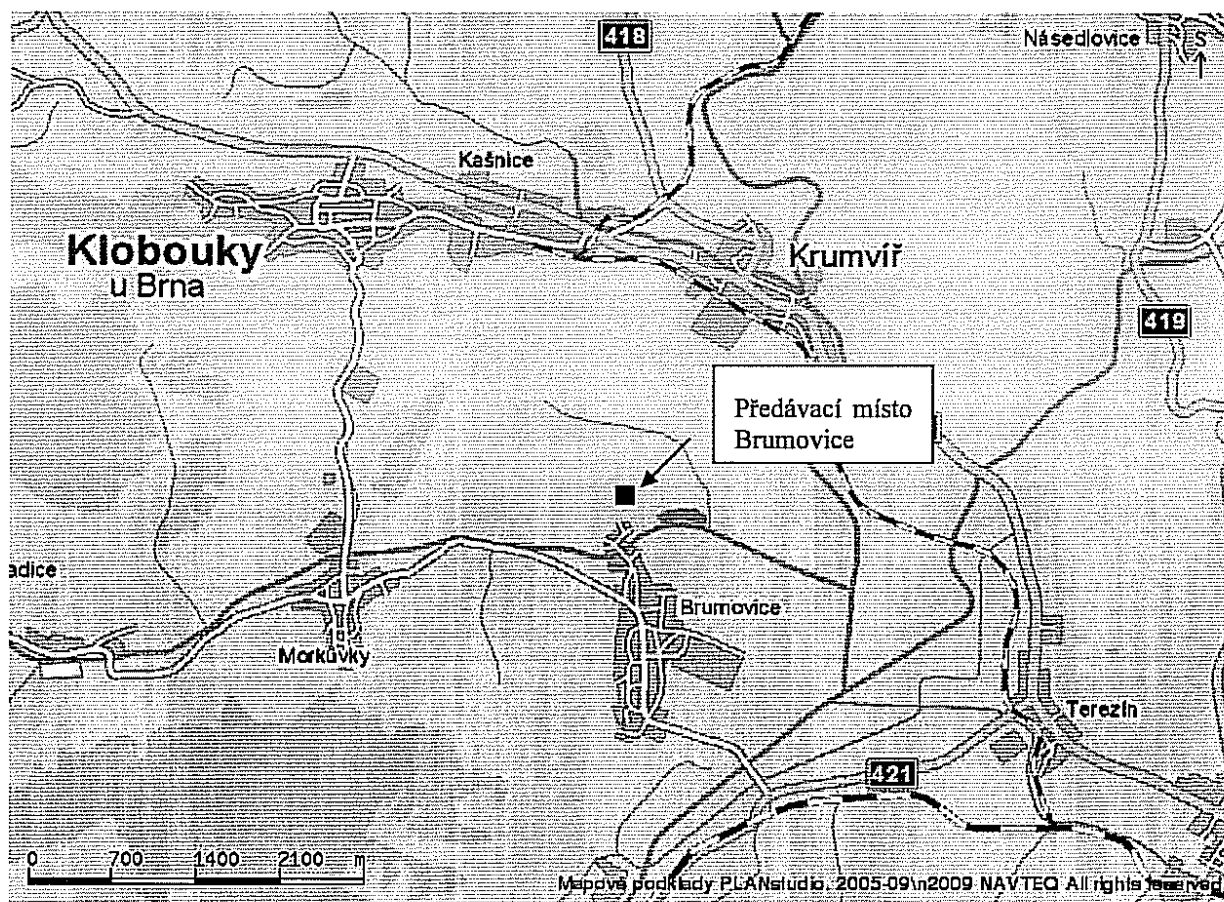 418
Násedlovice
S
Kašnice
Klobouky
u Brna
Krumvíř
419
Předávací místo
Brumovice
adice
Brumovice
Morkůvky
Terezín
421
0 700 1400 2100 m
Mapové podklady PLANstudio, 2005-09\n2009 NAVTEQ All rights reserved